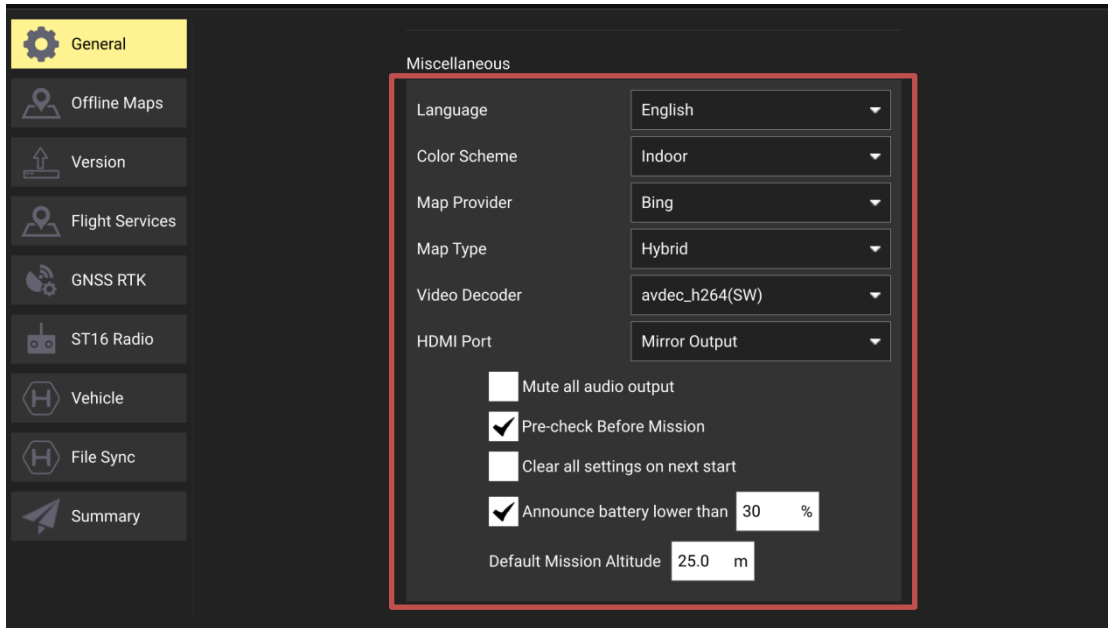 General
Offline Maps
Version
Flight Services
GNSS RTK
ST16 Radio
Vehicle
File Sync
Summary
Miscellaneous
Language English
Color Scheme Indoor
Map Provider Bing
Map Type Hybrid
Video Decoder avdec_h264(SW)
HDMI Port Mirror Output
Mute all audio output
Pre-check Before Mission
Clear all settings on next start
Announce battery lower than 30 %
Default Mission Altitude 25.0 m